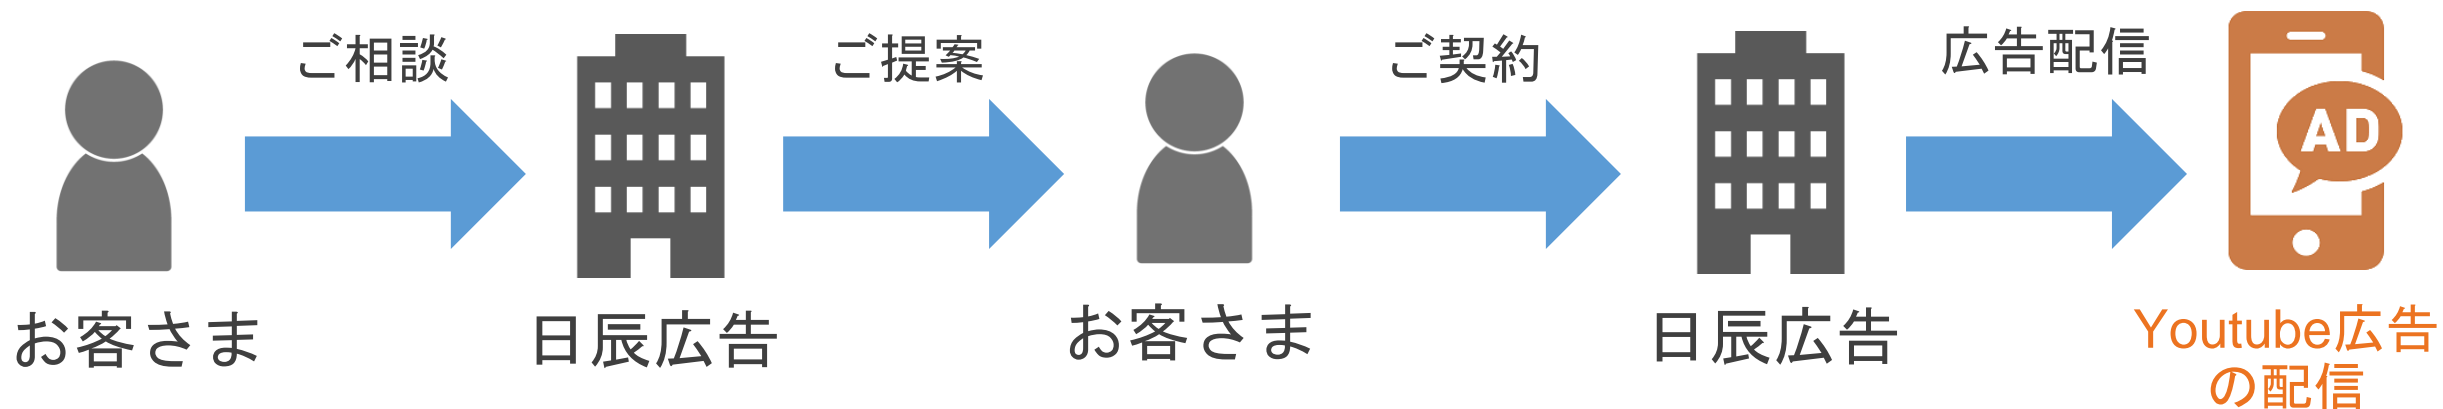 ご相談
ご提案
ご契約
広告配信
AD
お客さま
日辰広告
お客さま
日辰広告
Youtube広告
の配信